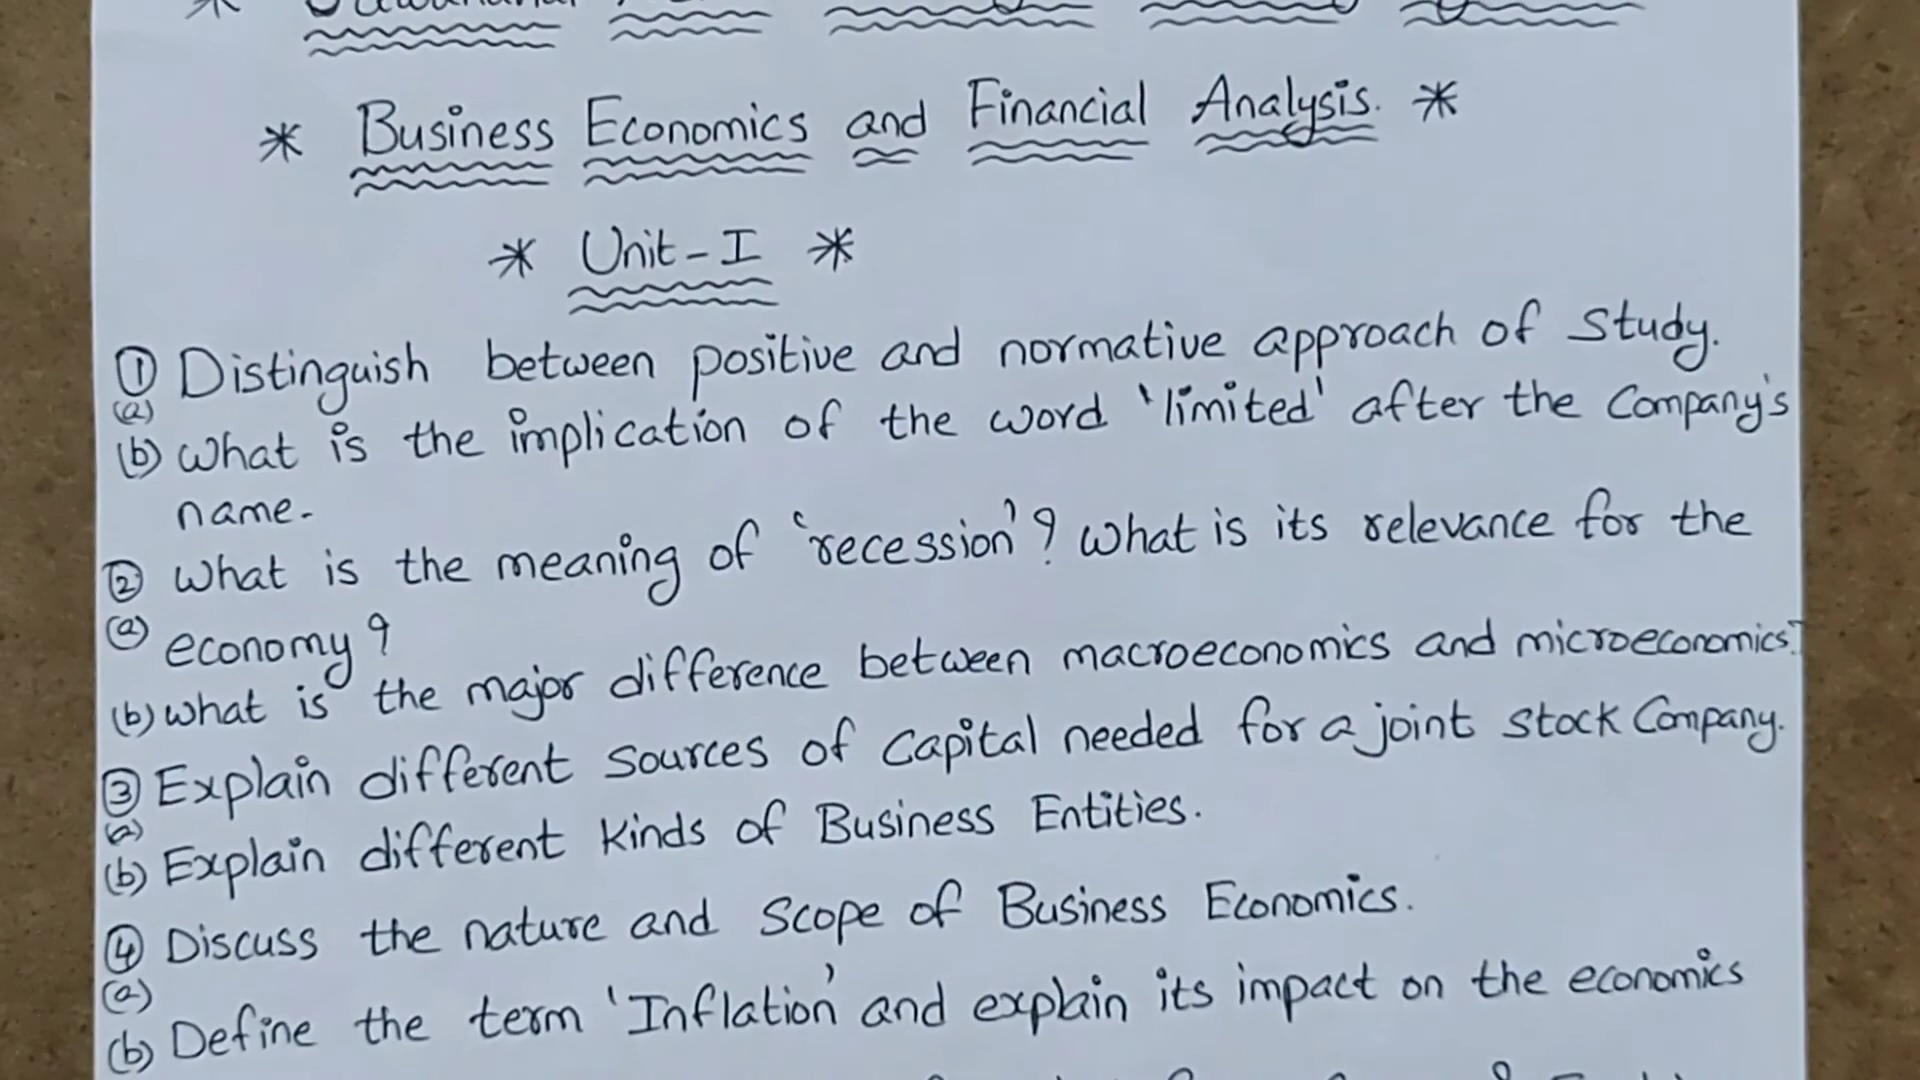 * Business Economics and Financial Analysis. *
* Unit-I *
① Distinguish between positive and normative approach of study.
(a)
(b) What is the implication of the word 'limited' after the Company's
name.
② What is the meaning of 'recession'? What is its relevance for the
(a) economy?
(b) What is the major difference between macroeconomics and microeconomics?
③ Explain different Sources of Capital needed for a joint Stock Company.
(a)
(b) Explain different Kinds of Business Entities.
④ Discuss the nature and Scope of Business Economics.
(a)
(b) Define the term 'Inflation' and explain its impact on the economics